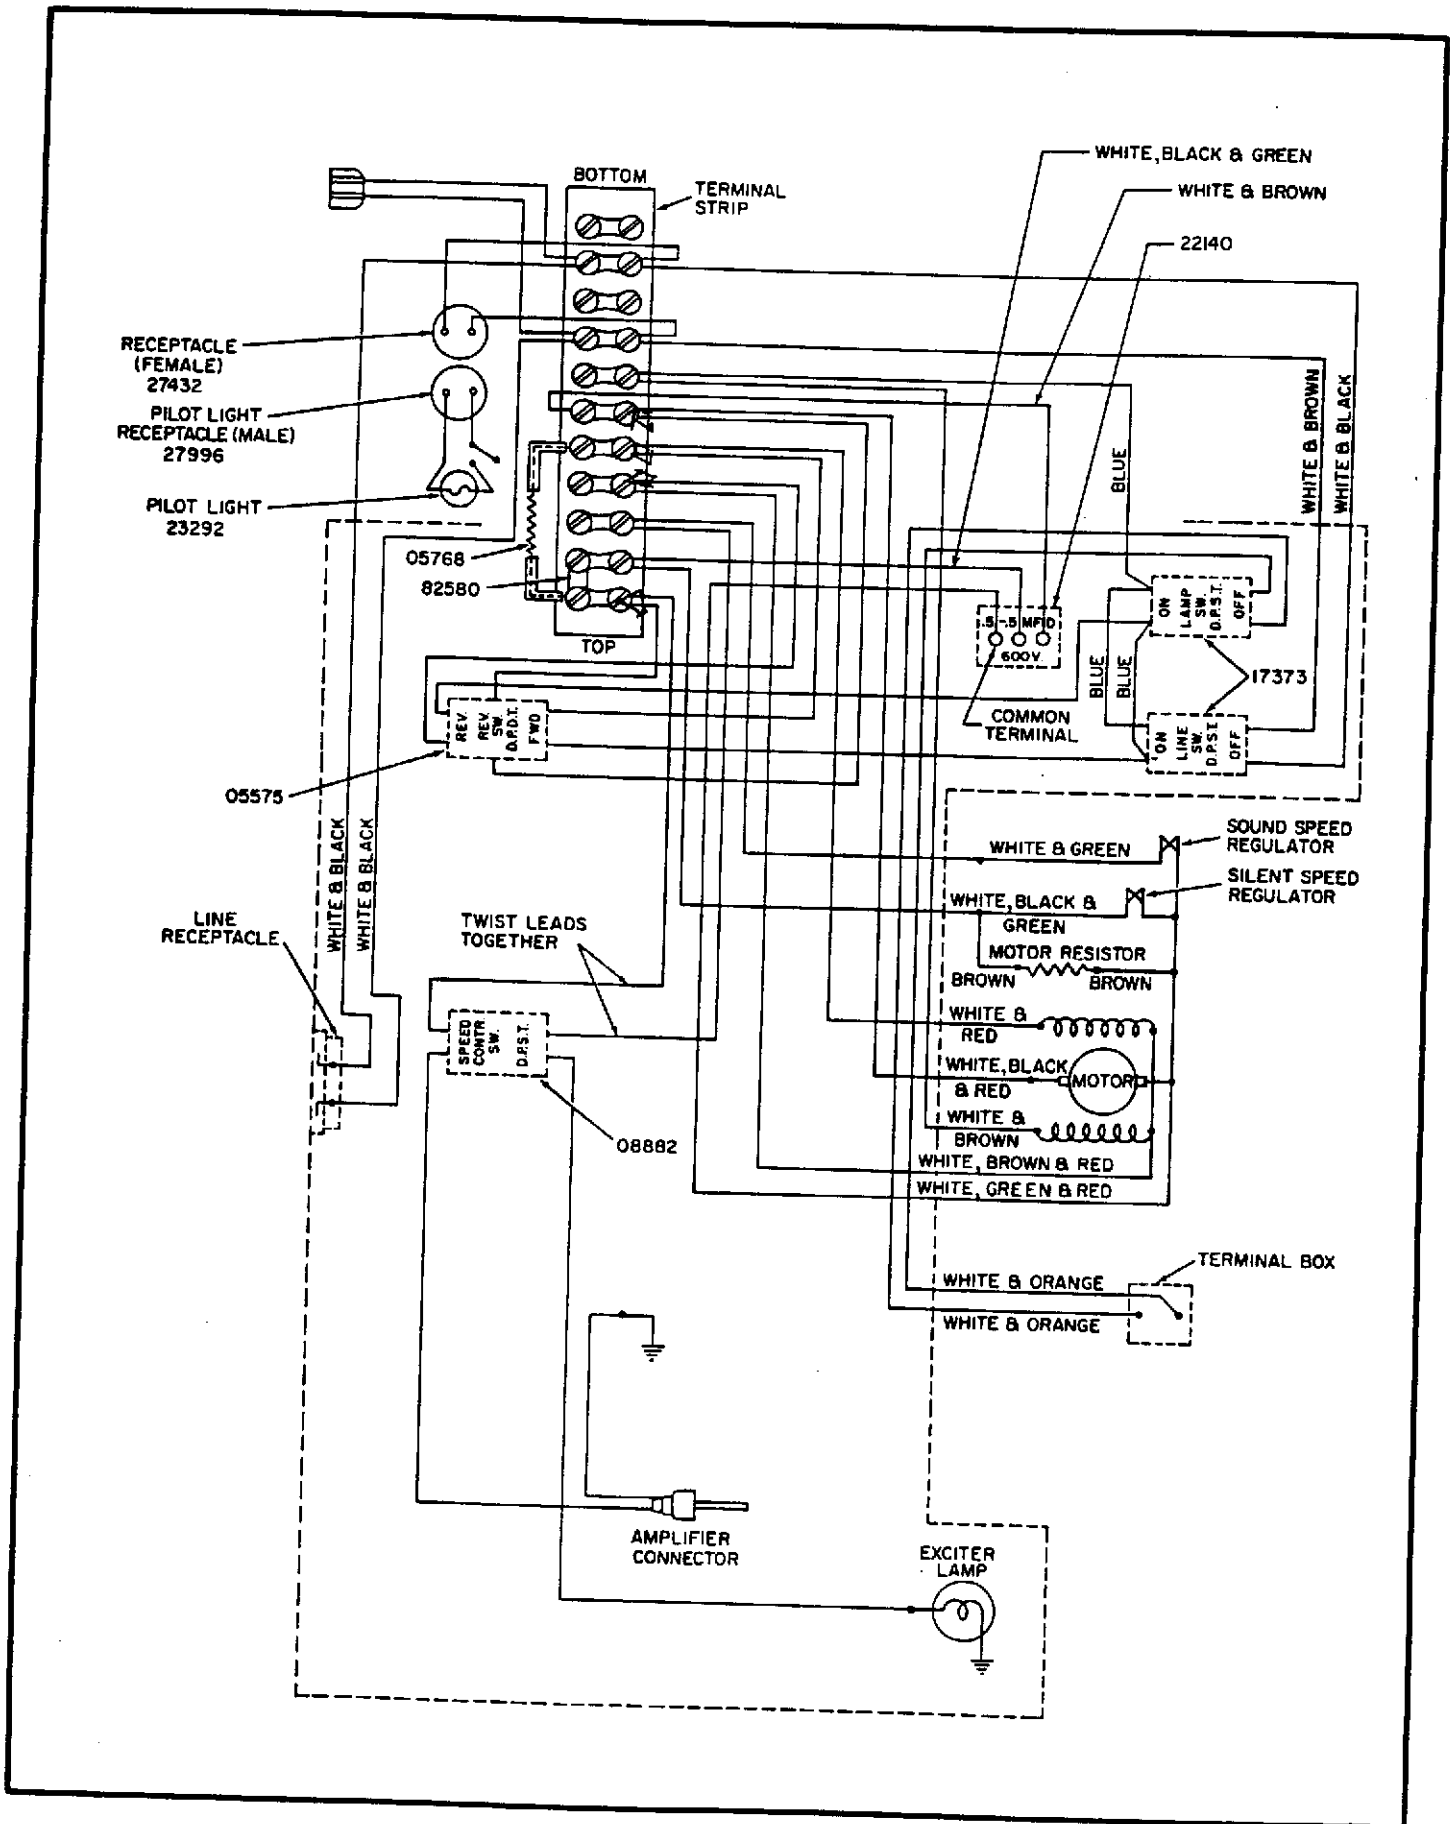 BOTTOM
TERMINAL
STRIP
WHITE, BLACK & GREEN
WHITE & BROWN
22140
RECEPTACLE
(FEMALE)
27432
PILOT LIGHT
RECEPTACLE (MALE)
27996
PILOT LIGHT
23292
05768
82580
TOP
BLUE
WHITE & BROWN
WHITE & BLACK
.5-.5 MFD
600V.
COMMON
TERMINAL
ON
LAMP
SW.
D.P.S.T.
OFF
BLUE
BLUE
17373
ON
LINE
SW.
D.P.S.T.
OFF
REV.
REV.
SW.
D.P.D.T.
FWD
05575
WHITE & BLACK
WHITE & BLACK
LINE
RECEPTACLE
TWIST LEADS
TOGETHER
SPEED
CONTR.
SW.
D.P.S.T.
08882
WHITE & GREEN
SOUND SPEED
REGULATOR
SILENT SPEED
REGULATOR
WHITE, BLACK &
GREEN
MOTOR RESISTOR
BROWN
BROWN
WHITE &
RED
WHITE, BLACK
& RED
MOTOR
WHITE &
BROWN
WHITE, BROWN & RED
WHITE, GREEN & RED
TERMINAL BOX
WHITE & ORANGE
WHITE & ORANGE
AMPLIFIER
CONNECTOR
EXCITER
LAMP